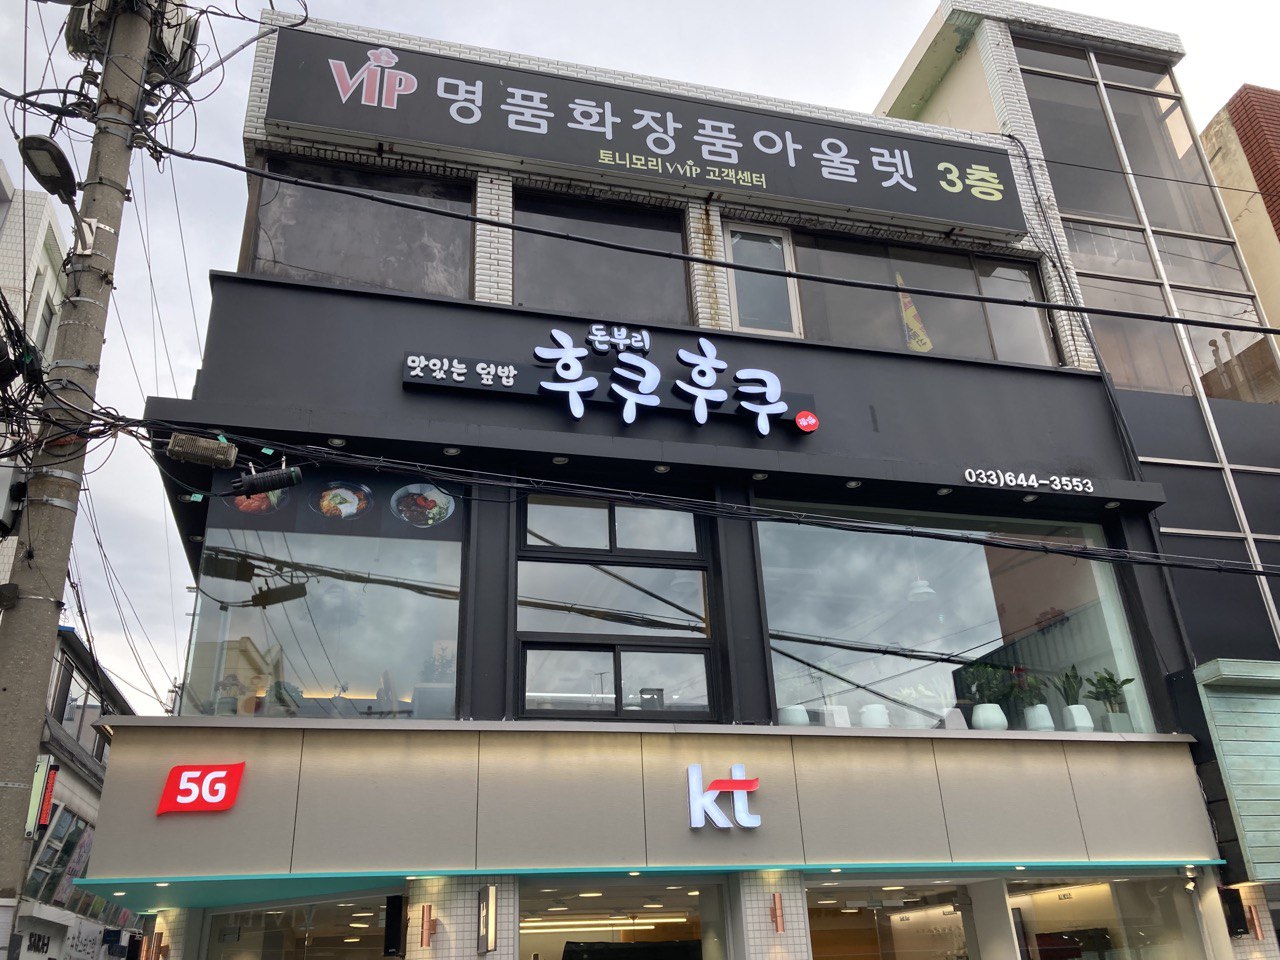 VIP 명품화장품아울렛 3층
토니모리 VVIP 고객센터
돈부리
맛있는 덮밥 후쿠후쿠
033)644-3553
5G
kt